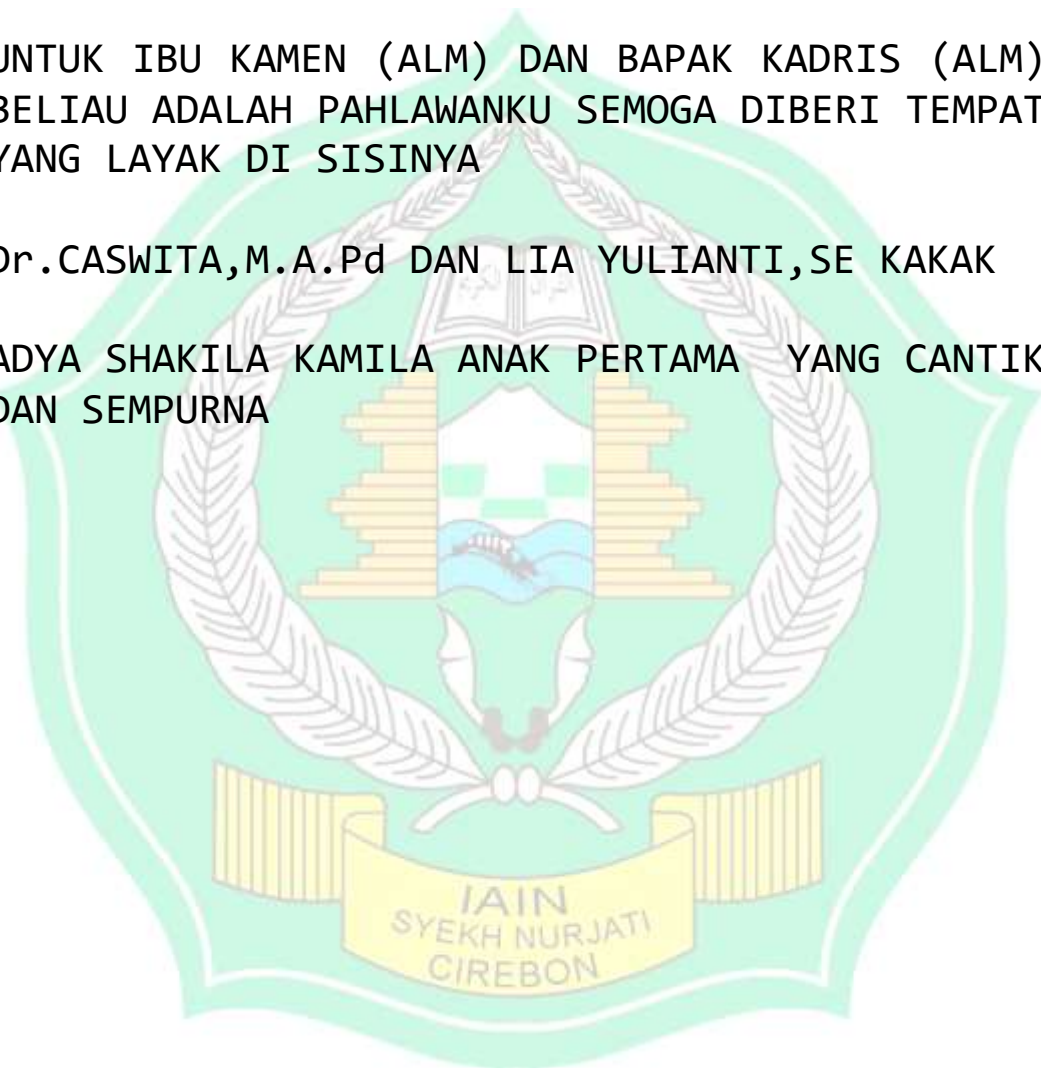 UNTUK IBU KAMEN (ALM) DAN BAPAK KADRIS (ALM)
BELIAU ADALAH PAHLAWANKU SEMOGA DIBERI TEMPAT
YANG LAYAK DI SISINYA
Dr.CASWITA,M.A.Pd DAN LIA YULIANTI,SE KAKAK
ADYA SHAKILA KAMILA ANAK PERTAMA  YANG CANTIK
DAN SEMPURNA
IAIN
SYEKH NURJATI
CIREBON